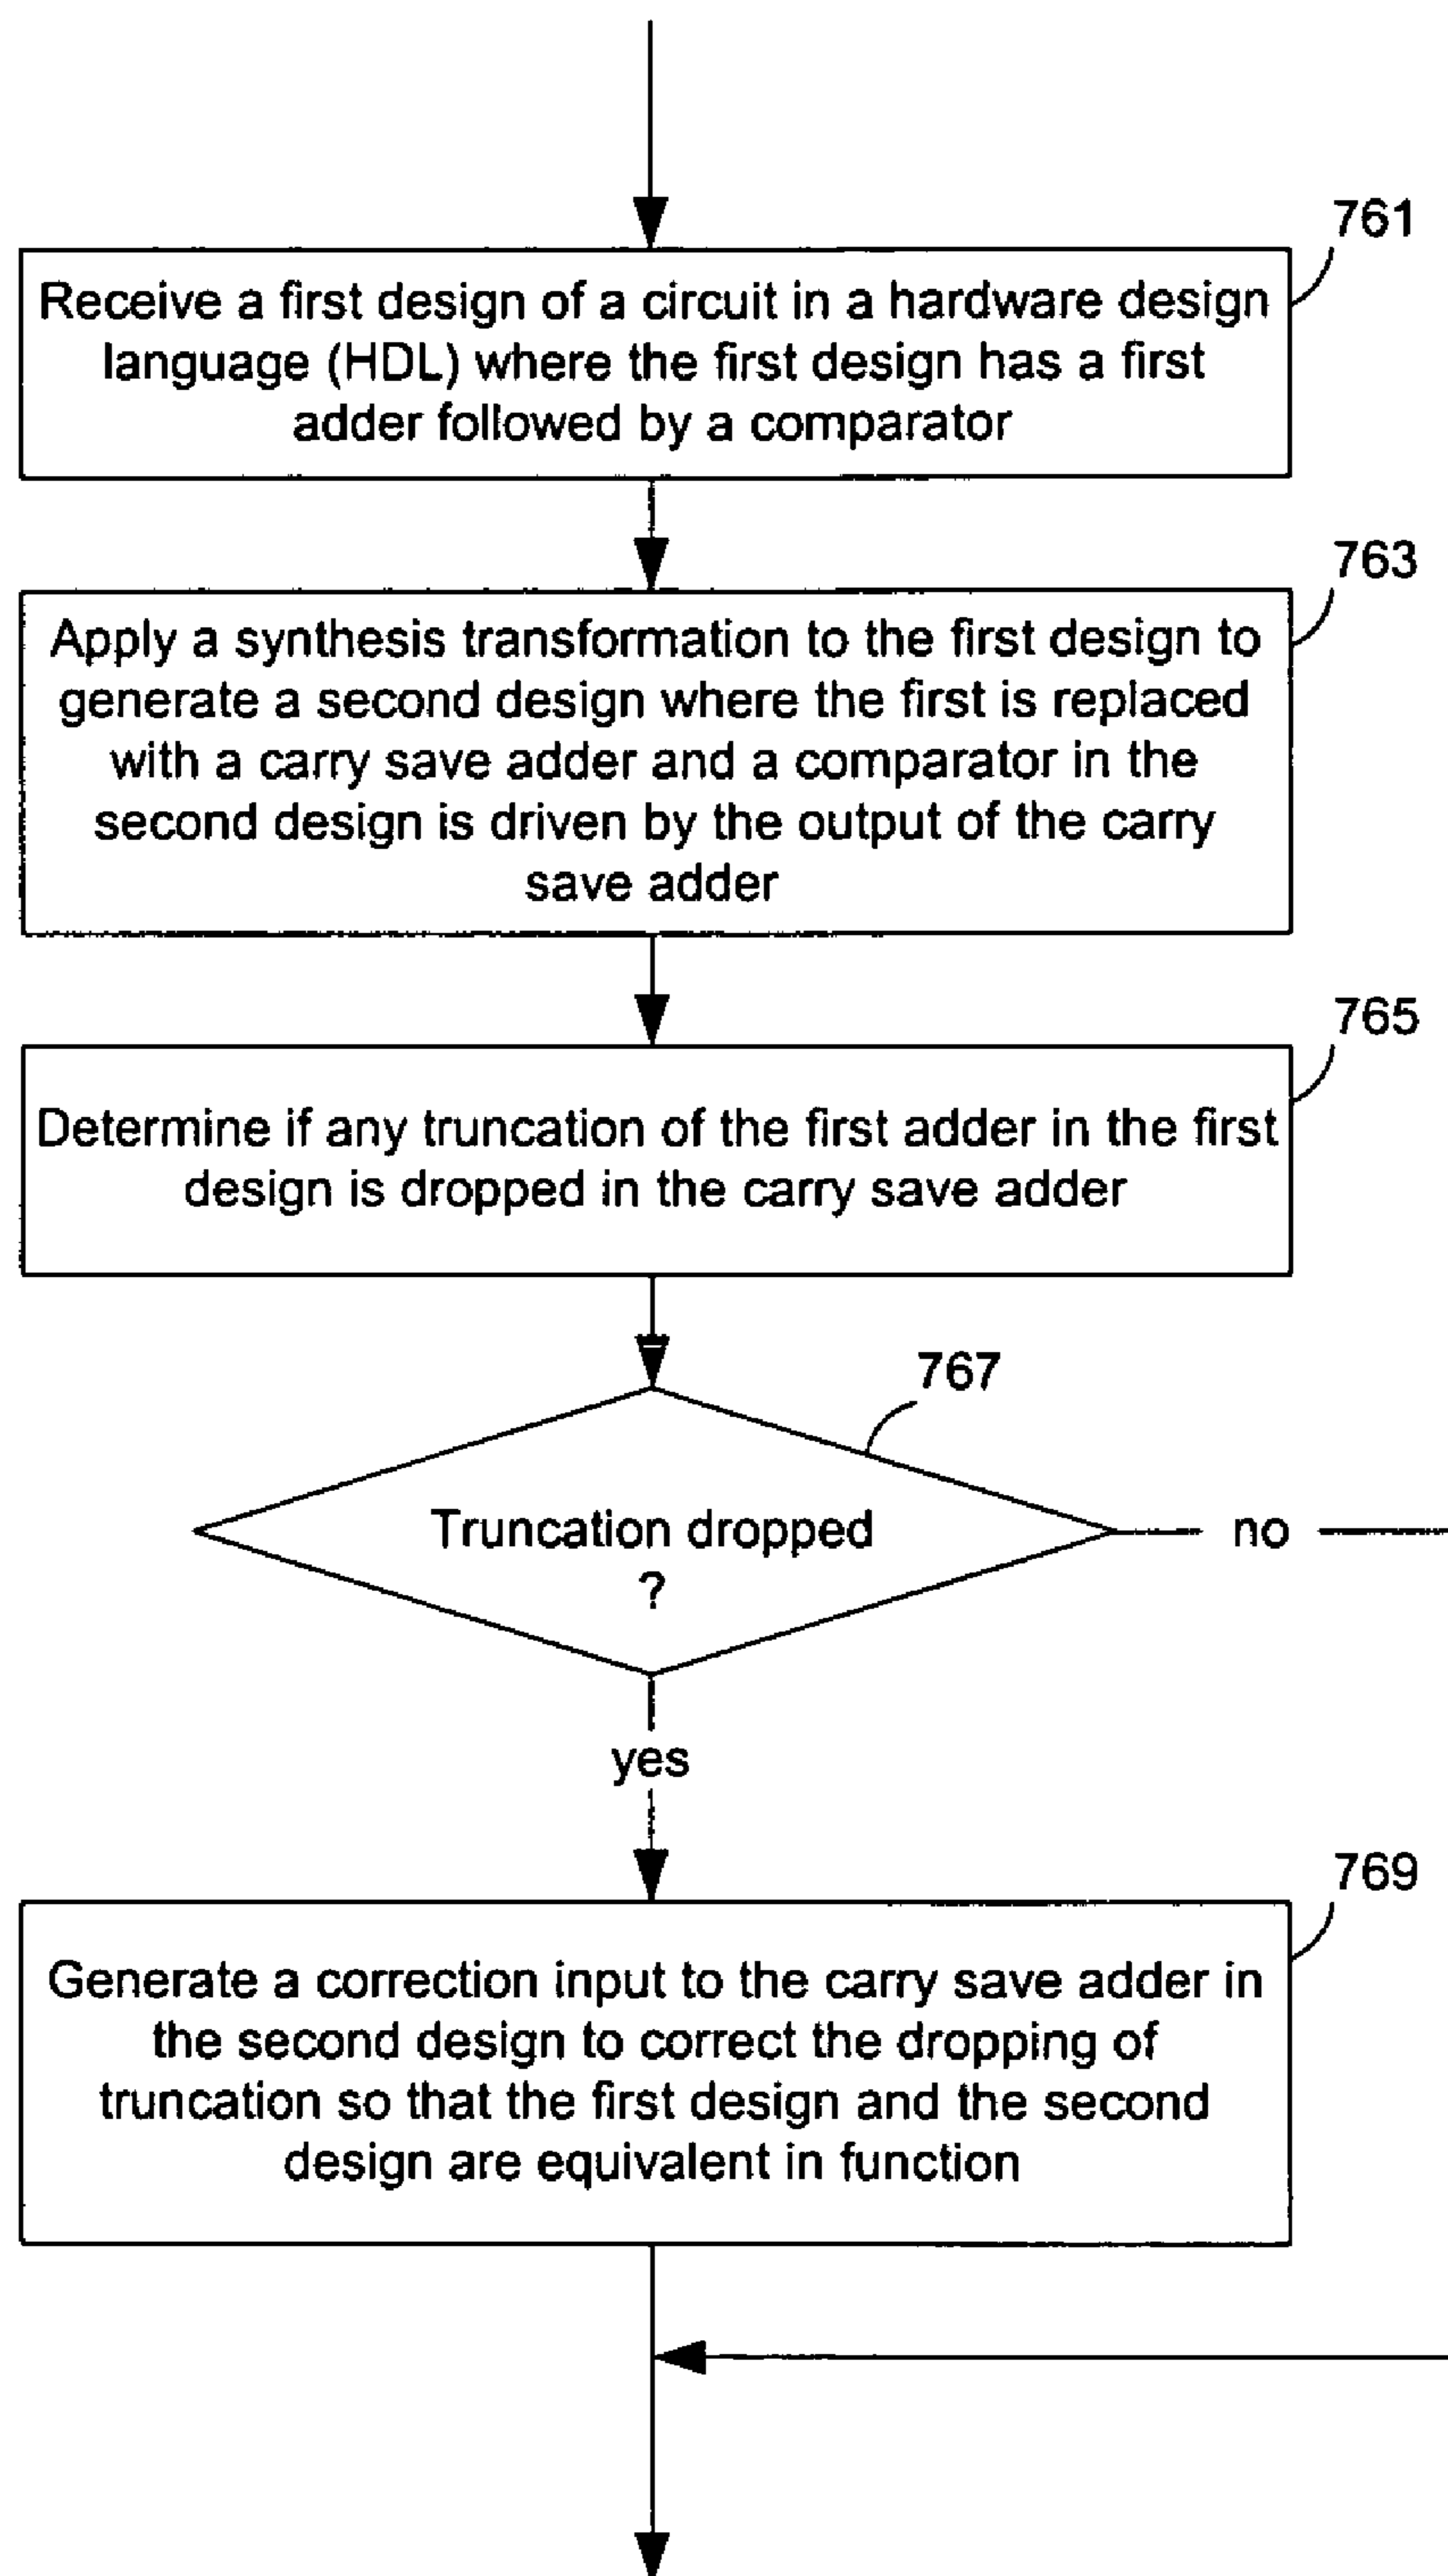 761
Receive a first design of a circuit in a hardware design
language (HDL) where the first design has a first
adder followed by a comparator
763
Apply a synthesis transformation to the first design to
generate a second design where the first is replaced
with a carry save adder and a comparator in the
second design is driven by the output of the carry
save adder
765
Determine if any truncation of the first adder in the first
design is dropped in the carry save adder
767
Truncation dropped
?
no
yes
769
Generate a correction input to the carry save adder in
the second design to correct the dropping of
truncation so that the first design and the second
design are equivalent in function